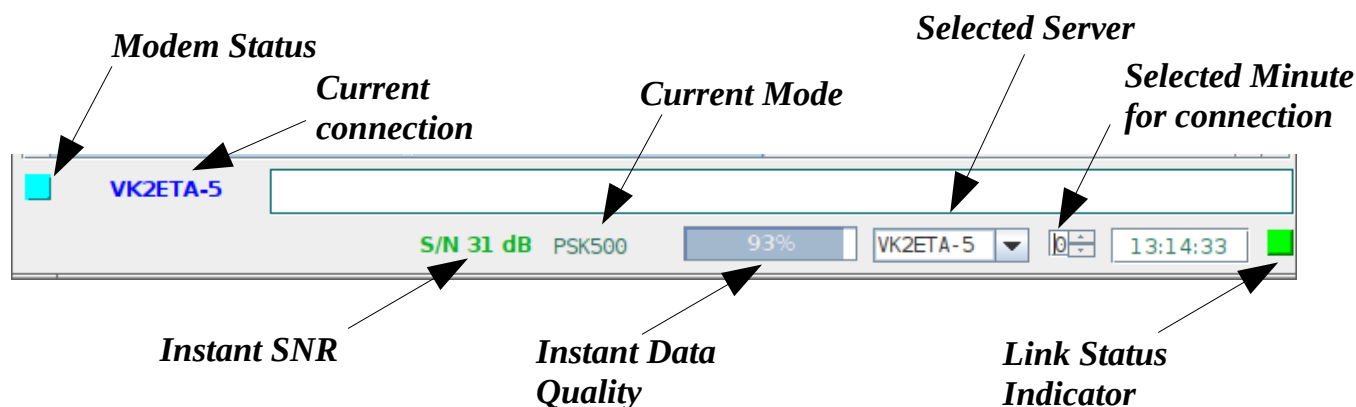 Selected Server
Modem Status
Selected Minute
for connection
Current
connection
Current Mode
VK2ETA-5
S/N 31 dB PSK500 93% VK2ETA-5 0 13:14:33
Instant SNR
Instant Data
Quality
Link Status
Indicator